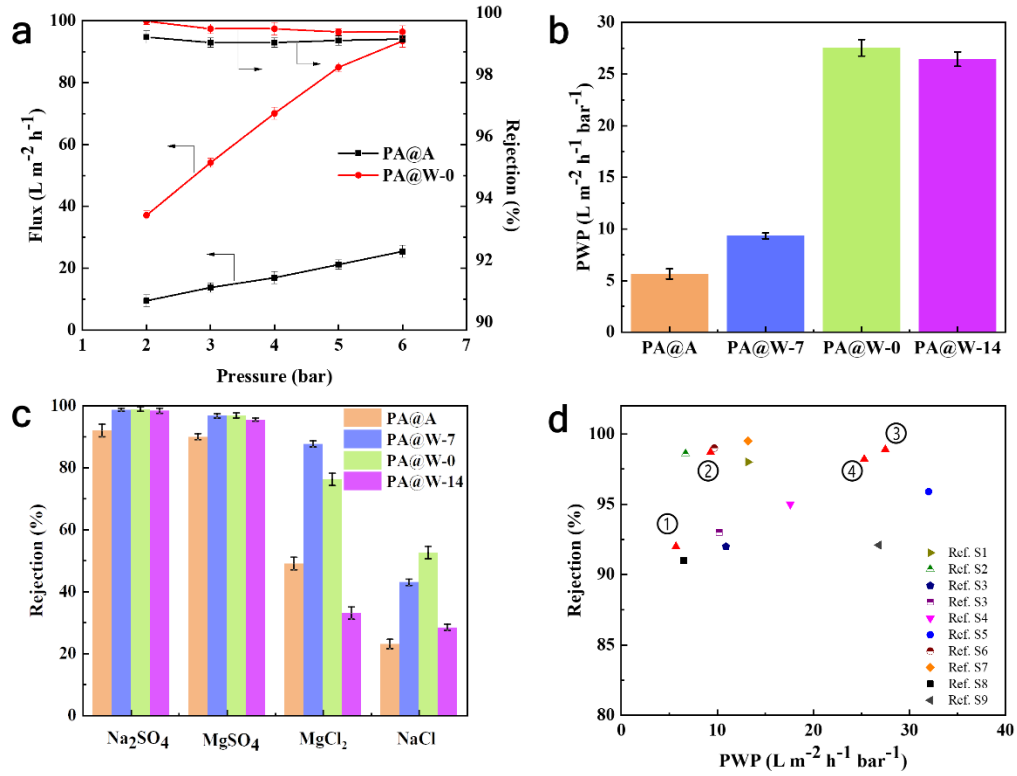 a
100
80
60
40
20
0
Flux (L m⁻² h⁻¹)
100
98
96
94
92
90
Rejection (%)
PA@A
PA@W-0
1 2 3 4 5 6 7
Pressure (bar)
b
30
25
20
15
10
5
0
PWP (L m⁻² h⁻¹ bar⁻¹)
PA@A PA@W-7 PA@W-0 PA@W-14
c
100
80
60
40
20
0
Rejection (%)
PA@A
PA@W-7
PA@W-0
PA@W-14
Na₂SO₄ MgSO₄ MgCl₂ NaCl
d
100
95
90
85
80
Rejection (%)
①
②
③
④
Ref. S1
Ref. S2
Ref. S3
Ref. S3
Ref. S4
Ref. S5
Ref. S6
Ref. S7
Ref. S8
Ref. S9
0 10 20 30 40
PWP (L m⁻² h⁻¹ bar⁻¹)